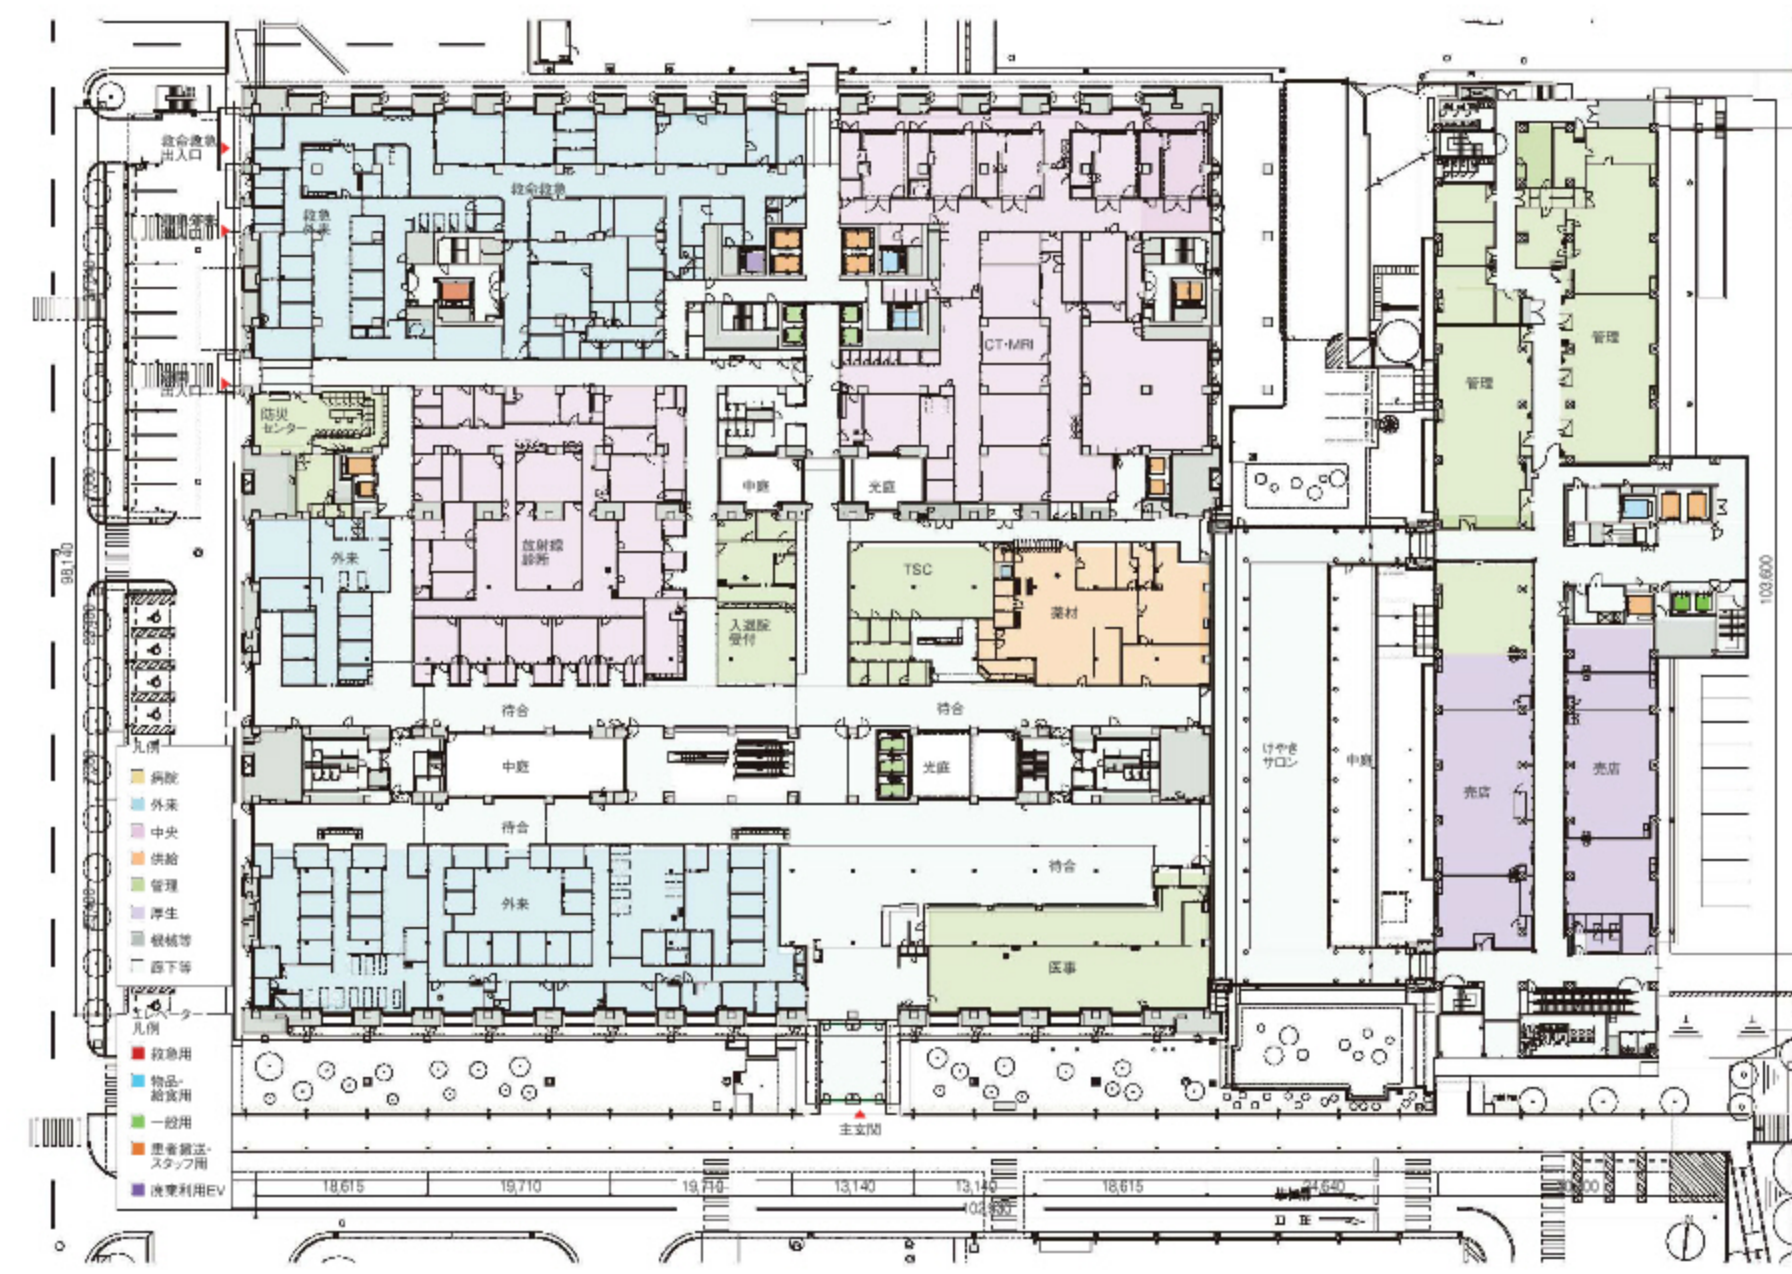 救命救急
出入口
救命救急
救急
外来
出入口
防災
センター
CT・MRI
管理
管理
中庭
光庭
外来
放射線
診断
TSC
薬材
入退院
受付
待合
待合
中庭
光庭
けやき
サロン
中庭
売店
売店
待合
待合
外来
医事
主玄関
98,140
103,600
凡例
病院
外来
中央
供給
管理
厚生
機械等
廊下等
エレベーター
凡例
救急用
物品・
給食用
一般用
患者搬送・
スタッフ用
廃棄利用EV
18,615
19,710
19,710
13,140
13,140
18,615
24,640